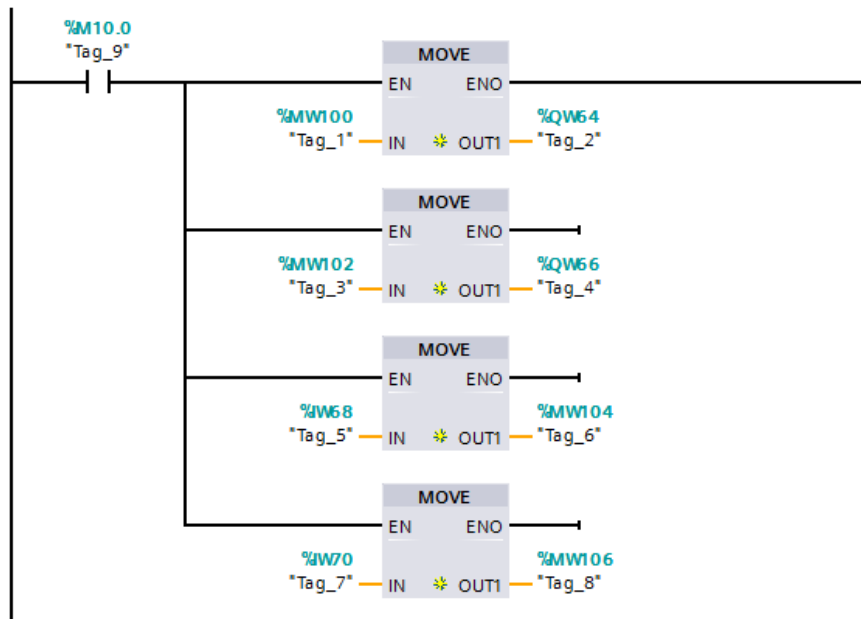 %M10.0
"Tag_9"
MOVE
EN ENO
%MW100 %QW64
"Tag_1" IN OUT1 "Tag_2"
MOVE
EN ENO
%MW102 %QW66
"Tag_3" IN OUT1 "Tag_4"
MOVE
EN ENO
%IW68 %MW104
"Tag_5" IN OUT1 "Tag_6"
MOVE
EN ENO
%IW70 %MW106
"Tag_7" IN OUT1 "Tag_8"